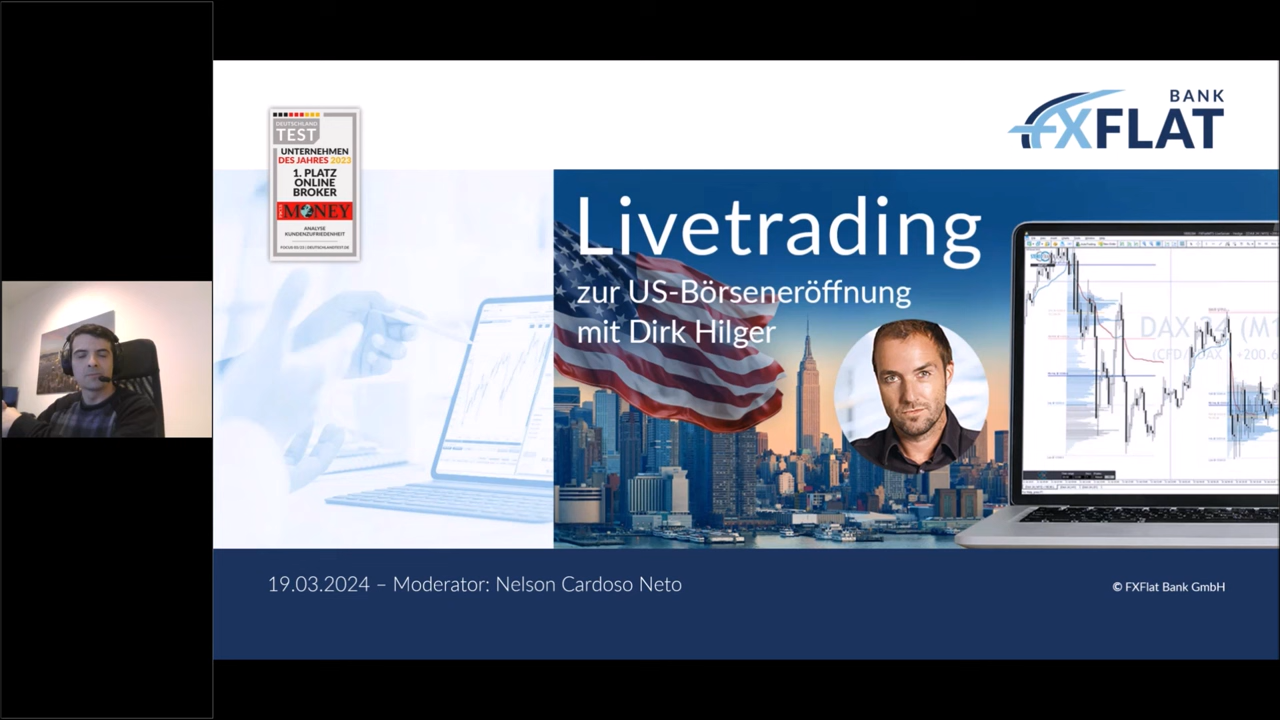 DEUTSCHLAND
TEST
UNTERNEHMEN
DES JAHRES 2023
1. PLATZ
ONLINE
BROKER
MONEY
ANALYSE
KUNDENZUFRIEDENHEIT
BANK
FXFLAT
Livetrading
zur US-Börseneröffnung
mit Dirk Hilger
19.03.2024 – Moderator: Nelson Cardoso Neto
© FXFlat Bank GmbH